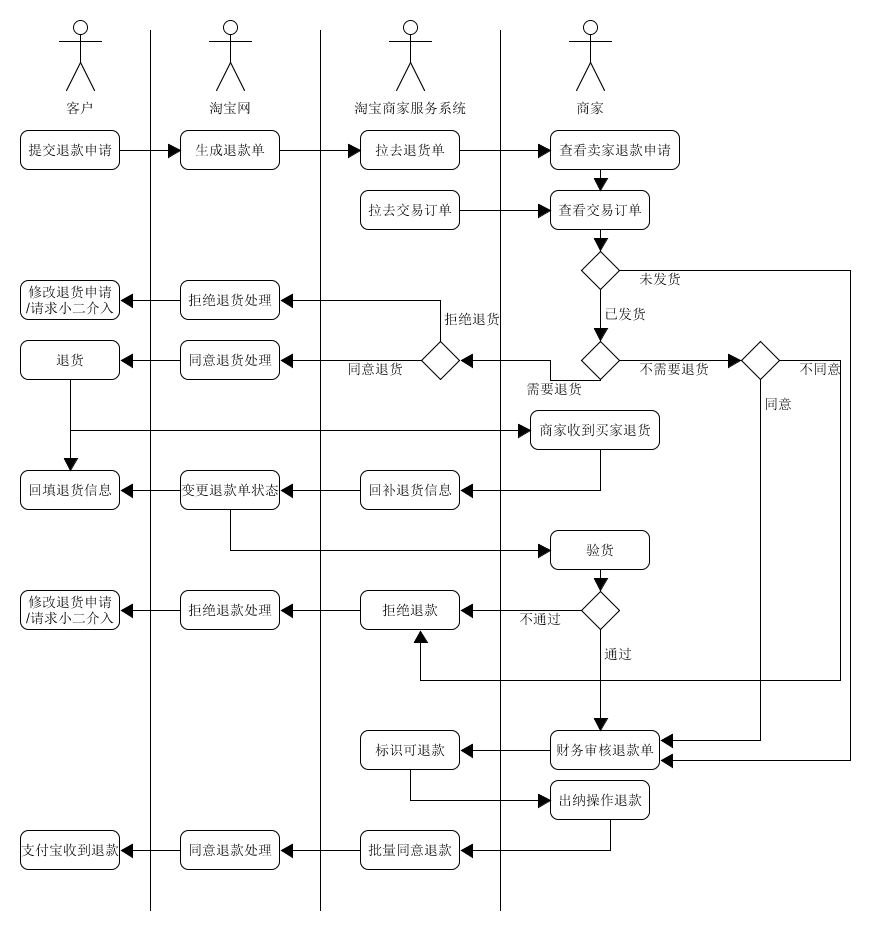 客户
淘宝网
淘宝商家服务系统
商家
提交退款申请
生成退款单
拉去退货单
查看卖家退款申请
拉去交易订单
查看交易订单
未发货
修改退货申请
/请求小二介入
拒绝退货处理
拒绝退货
已发货
退货
同意退货处理
同意退货
需要退货
不需要退货
不同意
同意
商家收到买家退货
回填退货信息
变更退款单状态
回补退货信息
验货
修改退货申请
/请求小二介入
拒绝退款处理
拒绝退款
不通过
通过
标识可退款
财务审核退款单
出纳操作退款
支付宝收到退款
同意退款处理
批量同意退款